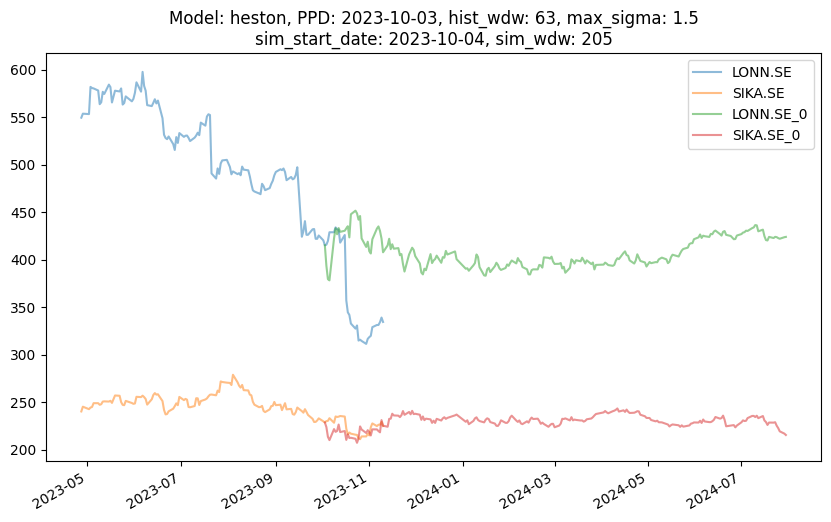 Model: heston, PPD: 2023-10-03, hist_wdw: 63, max_sigma: 1.5
sim_start_date: 2023-10-04, sim_wdw: 205
LONN.SE
SIKA.SE
LONN.SE_0
SIKA.SE_0
600
550
500
450
400
350
300
250
200
2023-05
2023-07
2023-09
2023-11
2024-01
2024-03
2024-05
2024-07